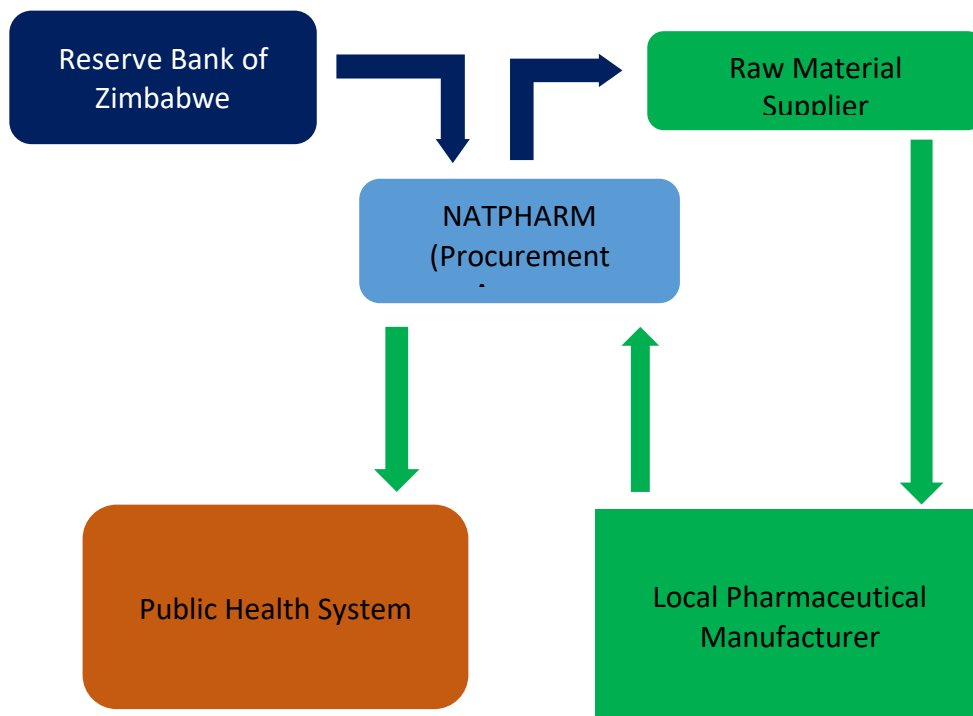 Reserve Bank of
Zimbabwe
Raw Material
Supplier
NATPHARM
(Procurement
Public Health System
Local Pharmaceutical
Manufacturer